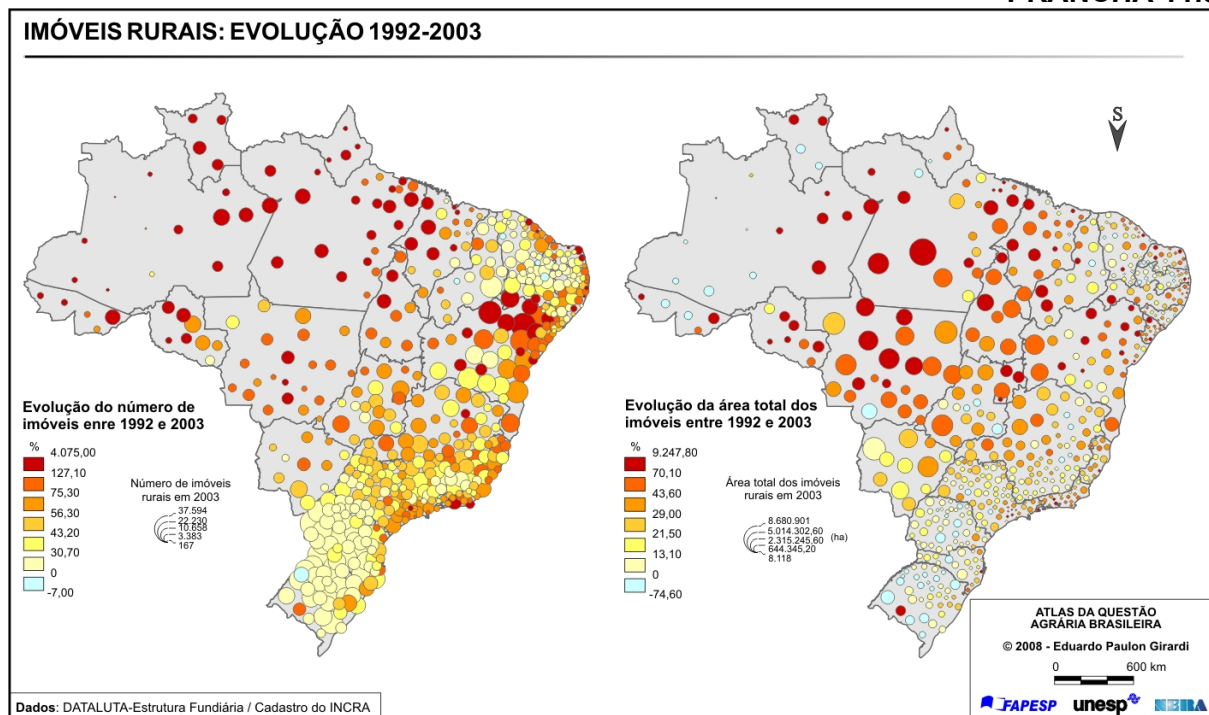 IMÓVEIS RURAIS: EVOLUÇÃO 1992-2003
S
Evolução do número de
imóveis enre 1992 e 2003
%
4.075,00
127,10
75,30
56,30
43,20
30,70
0
-7,00
Número de imóveis
rurais em 2003
37.594
22.230
10.658
3.383
167
Evolução da área total dos
imóveis entre 1992 e 2003
%
9.247,80
70,10
43,60
29,00
21,50
13,10
0
-74,60
Área total dos imóveis
rurais em 2003
8.680.901
5.014.302,60
2.315.245,60 (ha)
644.345,20
8.118
ATLAS DA QUESTÃO
AGRÁRIA BRASILEIRA
© 2008 - Eduardo Paulon Girardi
0 600 km
FAPESP unesp NERA
Dados: DATALUTA-Estrutura Fundiária / Cadastro do INCRA